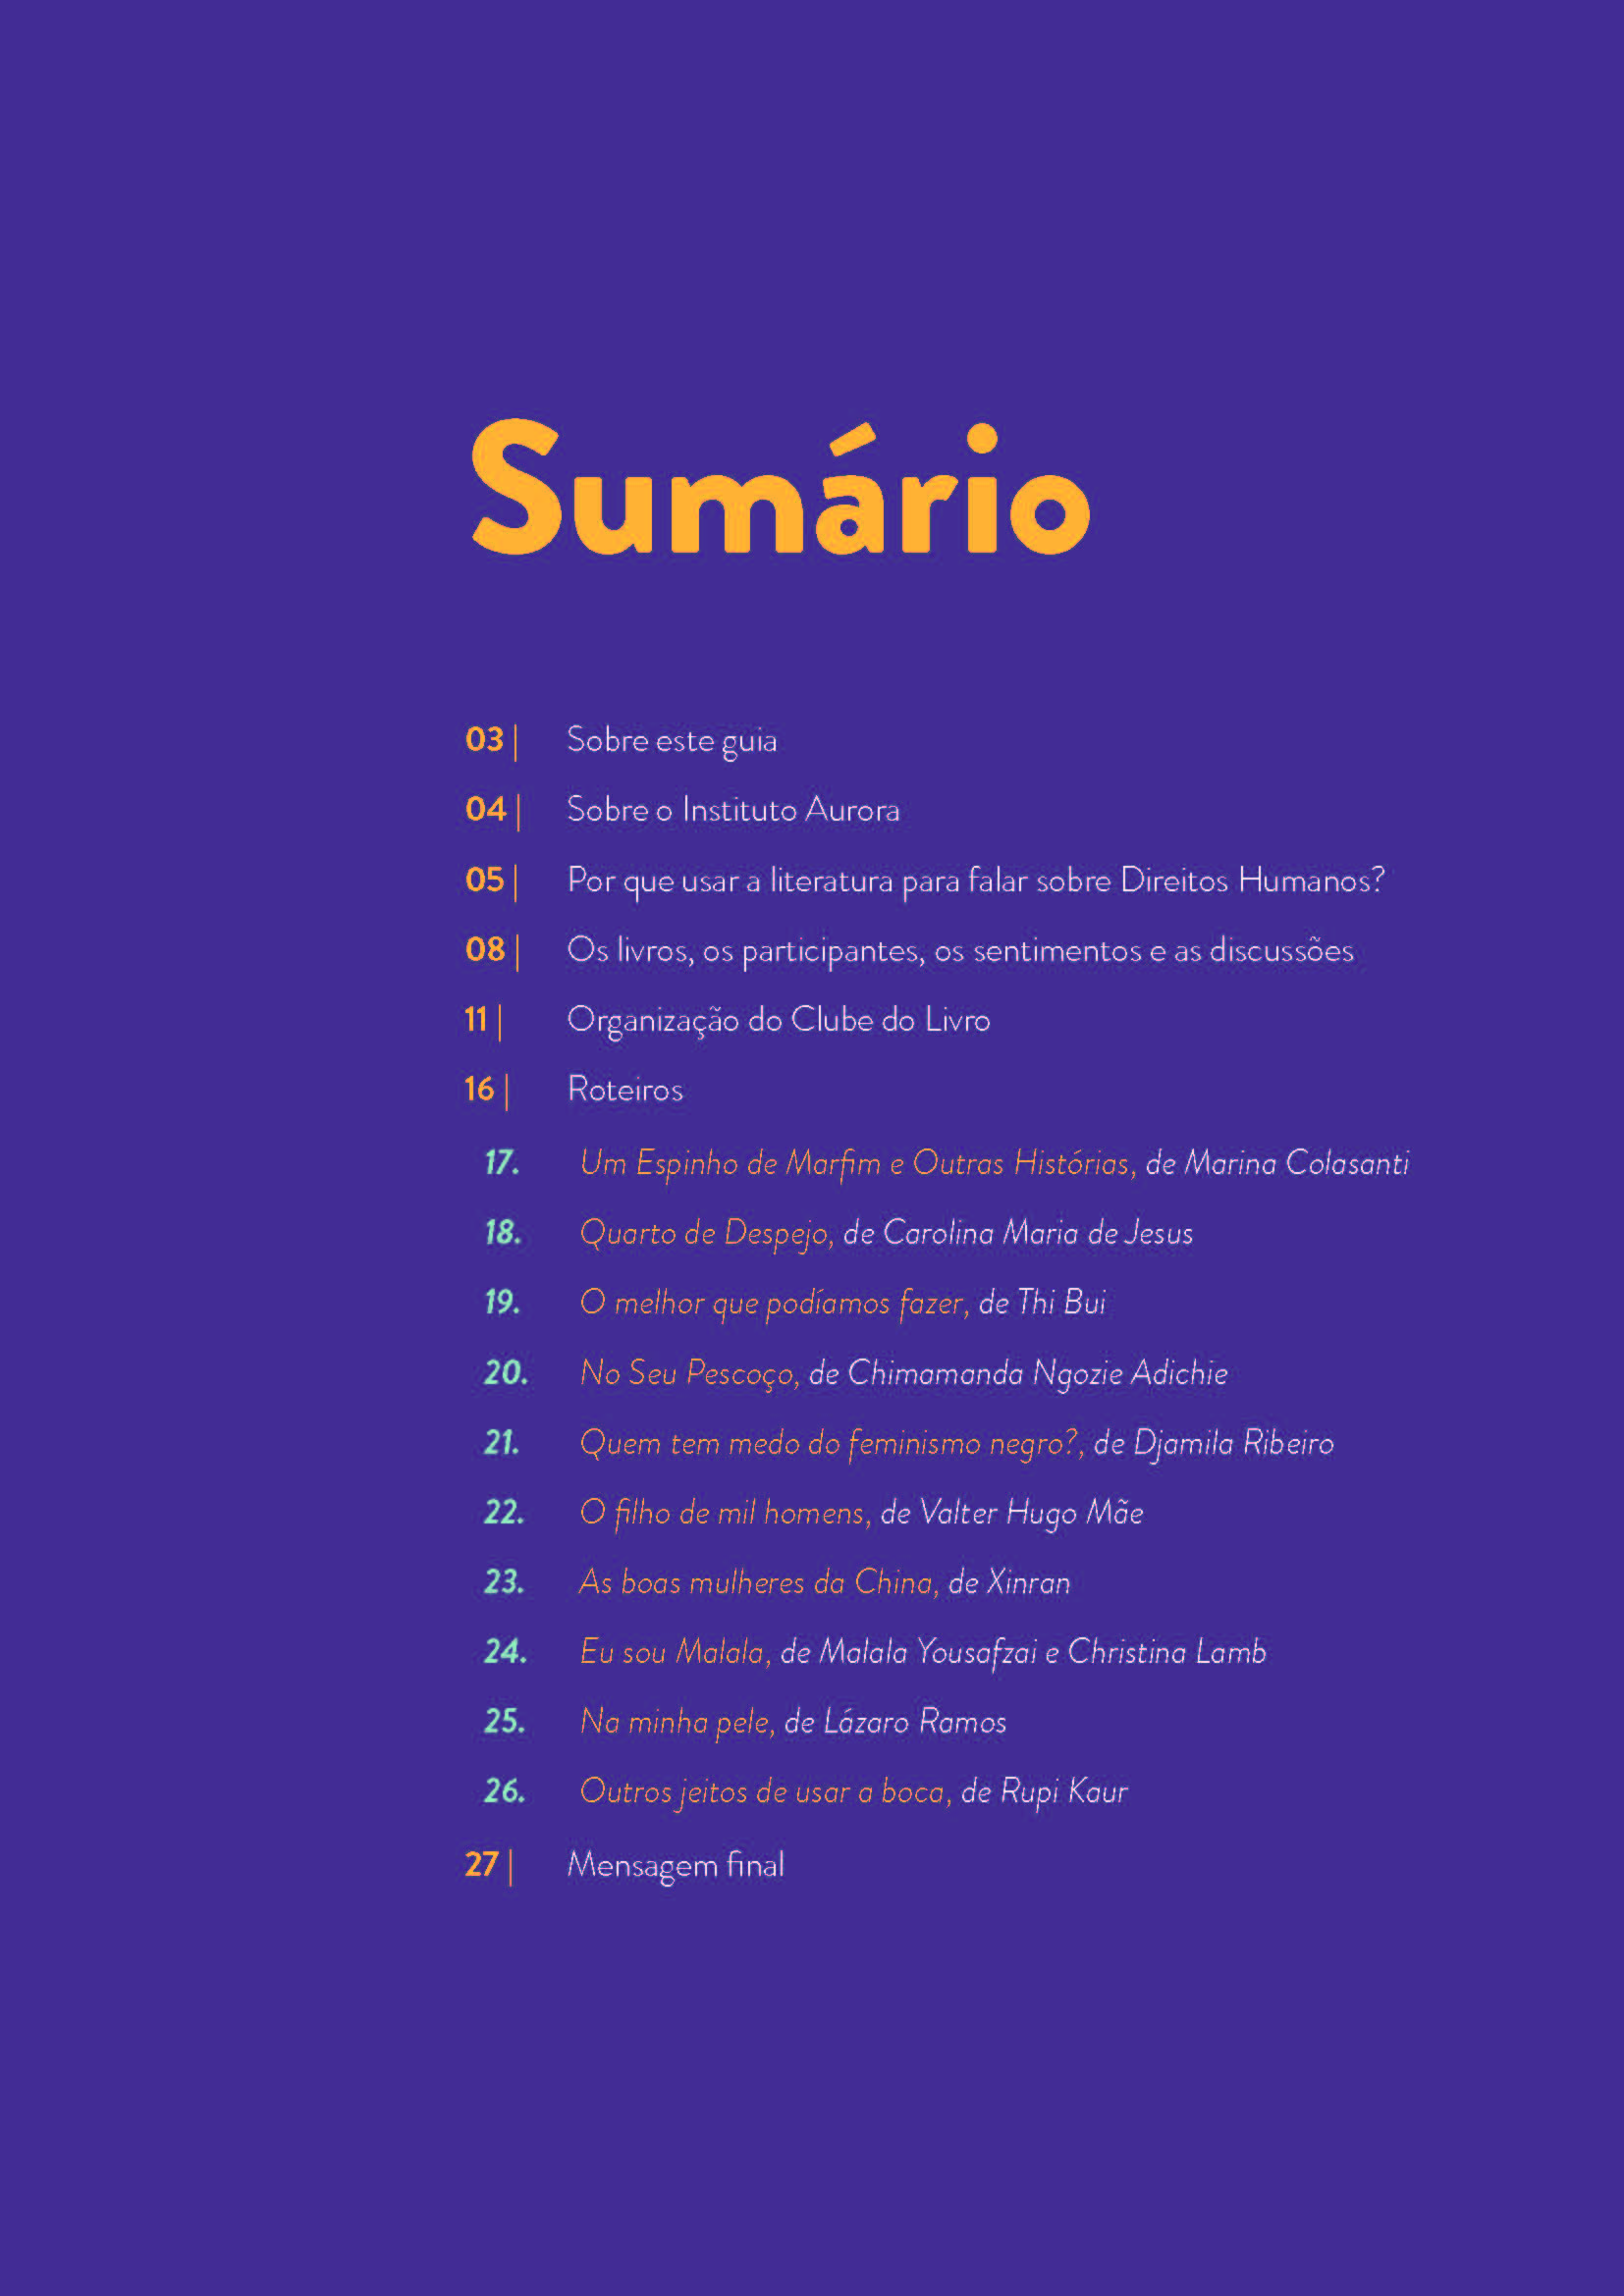 Sumário
03 | Sobre este guia
04 | Sobre o Instituto Aurora
05 | Por que usar a literatura para falar sobre Direitos Humanos?
08 | Os livros, os participantes, os sentimentos e as discussões
11 | Organização do Clube do Livro
16 | Roteiros
17. Um Espinho de Marfim e Outras Histórias, de Marina Colasanti
18. Quarto de Despejo, de Carolina Maria de Jesus
19. O melhor que podíamos fazer, de Thi Bui
20. No Seu Pescoço, de Chimamanda Ngozie Adichie
21. Quem tem medo do feminismo negro?, de Djamila Ribeiro
22. O filho de mil homens, de Valter Hugo Mãe
23. As boas mulheres da China, de Xinran
24. Eu sou Malala, de Malala Yousafzai e Christina Lamb
25. Na minha pele, de Lázaro Ramos
26. Outros jeitos de usar a boca, de Rupi Kaur
27 | Mensagem final